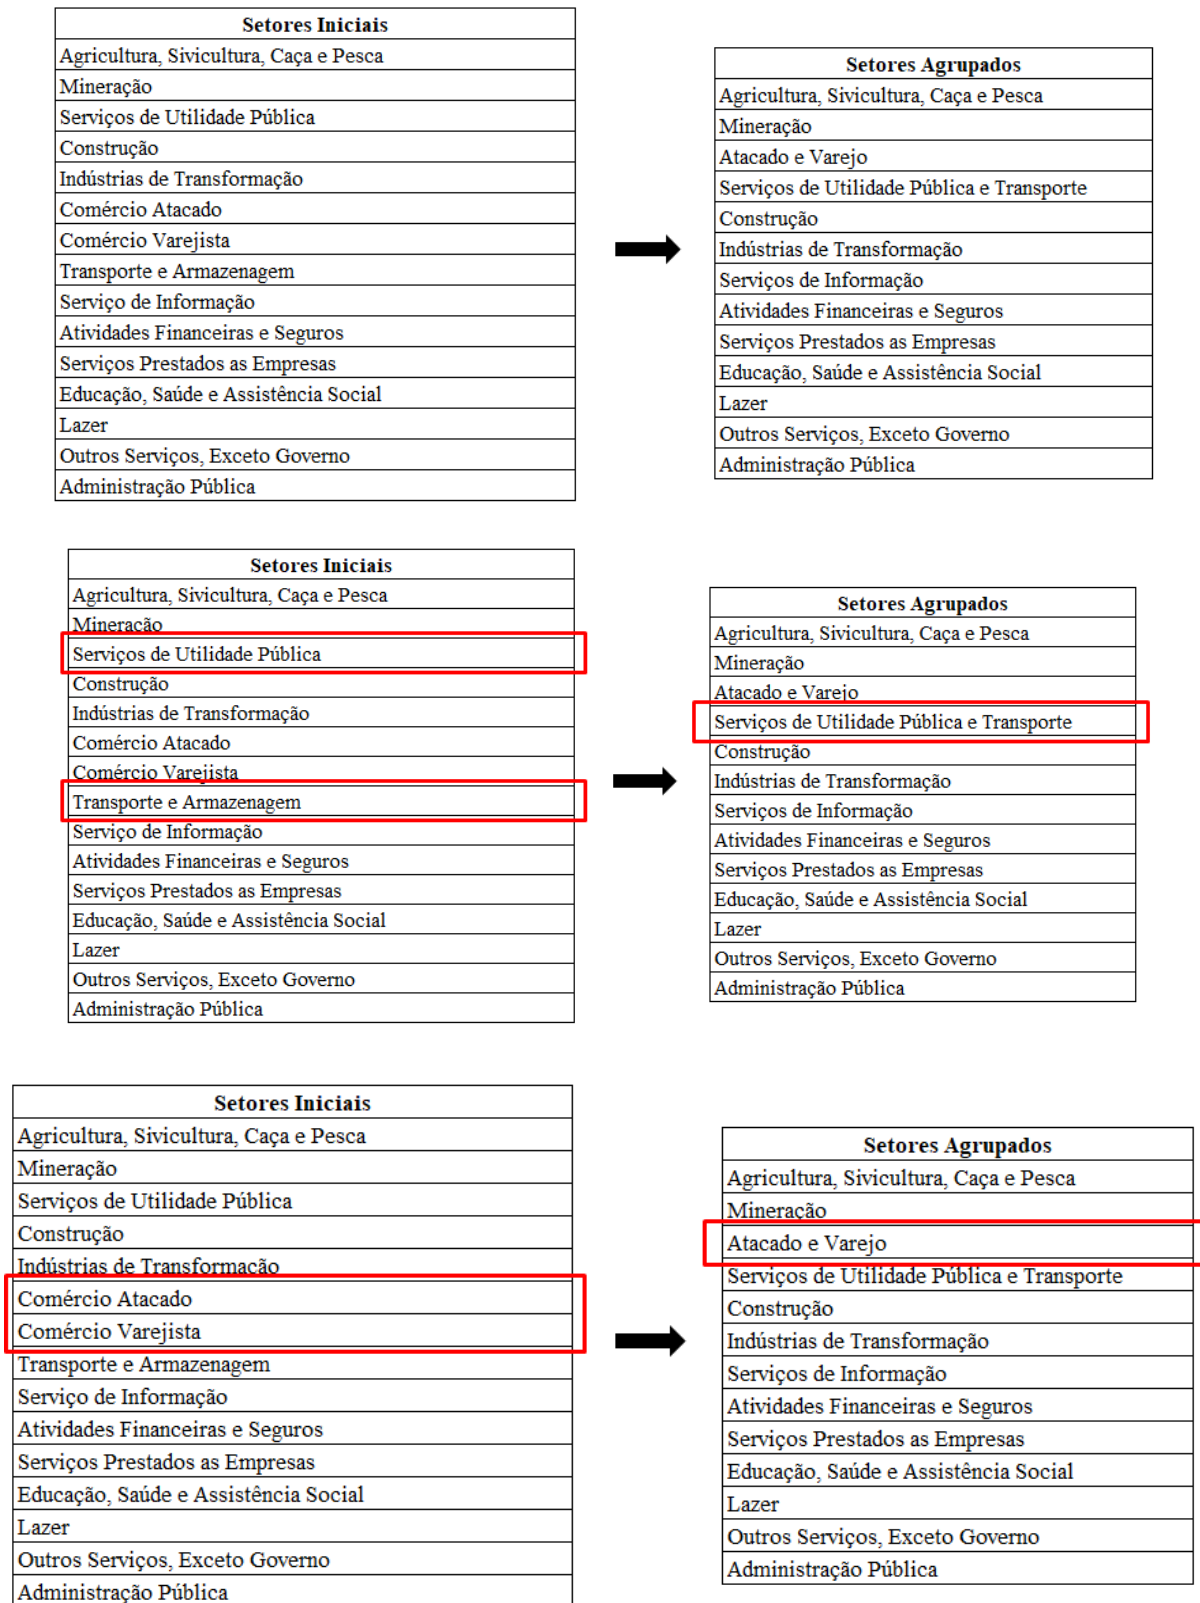 Setores Iniciais
Agricultura, Sivicultura, Caça e Pesca
Mineração
Serviços de Utilidade Pública
Construção
Indústrias de Transformação
Comércio Atacado
Comércio Varejista
Transporte e Armazenagem
Serviço de Informação
Atividades Financeiras e Seguros
Serviços Prestados as Empresas
Educação, Saúde e Assistência Social
Lazer
Outros Serviços, Exceto Governo
Administração Pública
Setores Agrupados
Agricultura, Sivicultura, Caça e Pesca
Mineração
Atacado e Varejo
Serviços de Utilidade Pública e Transporte
Construção
Indústrias de Transformação
Serviços de Informação
Atividades Financeiras e Seguros
Serviços Prestados as Empresas
Educação, Saúde e Assistência Social
Lazer
Outros Serviços, Exceto Governo
Administração Pública
Setores Iniciais
Agricultura, Sivicultura, Caça e Pesca
Mineração
Serviços de Utilidade Pública
Construção
Indústrias de Transformação
Comércio Atacado
Comércio Varejista
Transporte e Armazenagem
Serviço de Informação
Atividades Financeiras e Seguros
Serviços Prestados as Empresas
Educação, Saúde e Assistência Social
Lazer
Outros Serviços, Exceto Governo
Administração Pública
Setores Agrupados
Agricultura, Sivicultura, Caça e Pesca
Mineração
Atacado e Varejo
Serviços de Utilidade Pública e Transporte
Construção
Indústrias de Transformação
Serviços de Informação
Atividades Financeiras e Seguros
Serviços Prestados as Empresas
Educação, Saúde e Assistência Social
Lazer
Outros Serviços, Exceto Governo
Administração Pública
Setores Iniciais
Agricultura, Sivicultura, Caça e Pesca
Mineração
Serviços de Utilidade Pública
Construção
Indústrias de Transformação
Comércio Atacado
Comércio Varejista
Transporte e Armazenagem
Serviço de Informação
Atividades Financeiras e Seguros
Serviços Prestados as Empresas
Educação, Saúde e Assistência Social
Lazer
Outros Serviços, Exceto Governo
Administração Pública
Setores Agrupados
Agricultura, Sivicultura, Caça e Pesca
Mineração
Atacado e Varejo
Serviços de Utilidade Pública e Transporte
Construção
Indústrias de Transformação
Serviços de Informação
Atividades Financeiras e Seguros
Serviços Prestados as Empresas
Educação, Saúde e Assistência Social
Lazer
Outros Serviços, Exceto Governo
Administração Pública